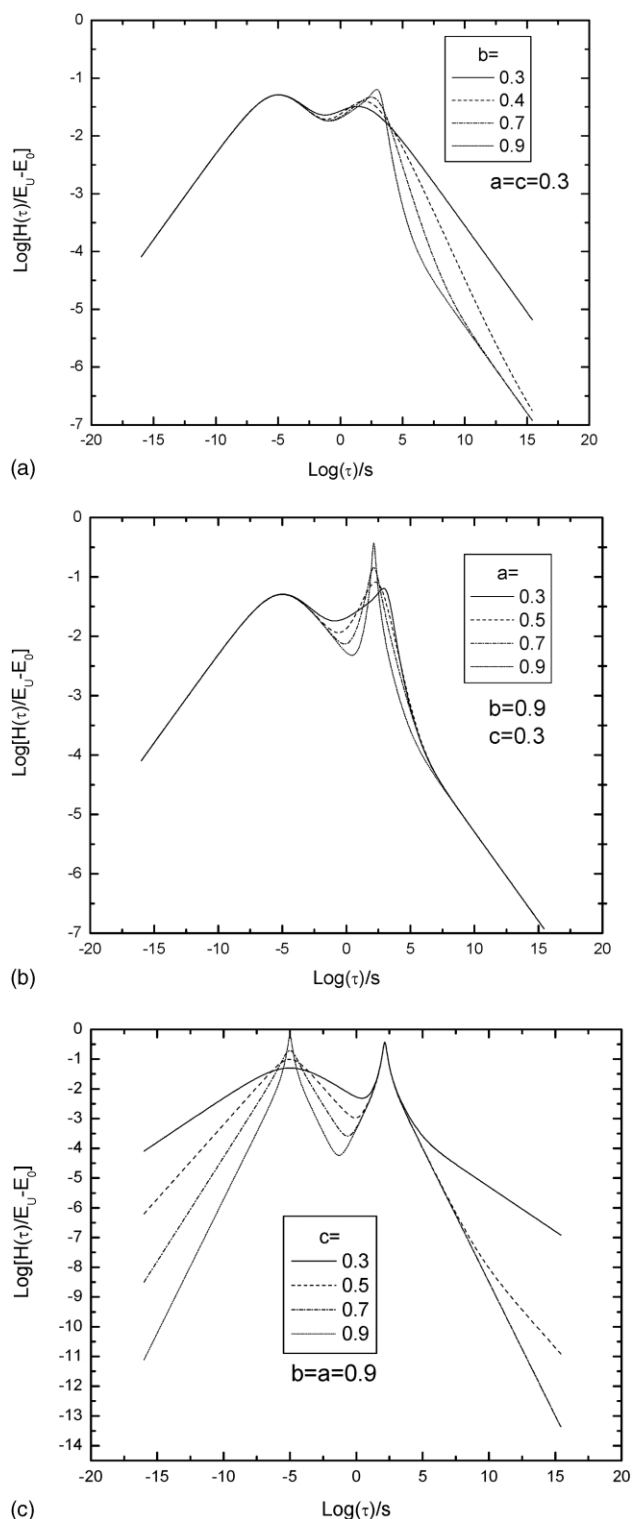 0
-1
-2
-3
-4
-5
-6
-7
Log[H(τ)/E_U-E_0]
b=
0.3
0.4
0.7
0.9
a=c=0.3
-20 -15 -10 -5 0 5 10 15 20
(a)
Log(τ)/s
0
-1
-2
-3
-4
-5
-6
-7
Log[H(τ)/E_U-E_0]
a=
0.3
0.5
0.7
0.9
b=0.9
c=0.3
-20 -15 -10 -5 0 5 10 15 20
(b)
Log(τ)/s
0
-1
-2
-3
-4
-5
-6
-7
-8
-9
-10
-11
-12
-13
-14
Log[H(τ)/E_U-E_0]
c=
0.3
0.5
0.7
0.9
b=a=0.9
-20 -15 -10 -5 0 5 10 15 20
(c)
Log(τ)/s